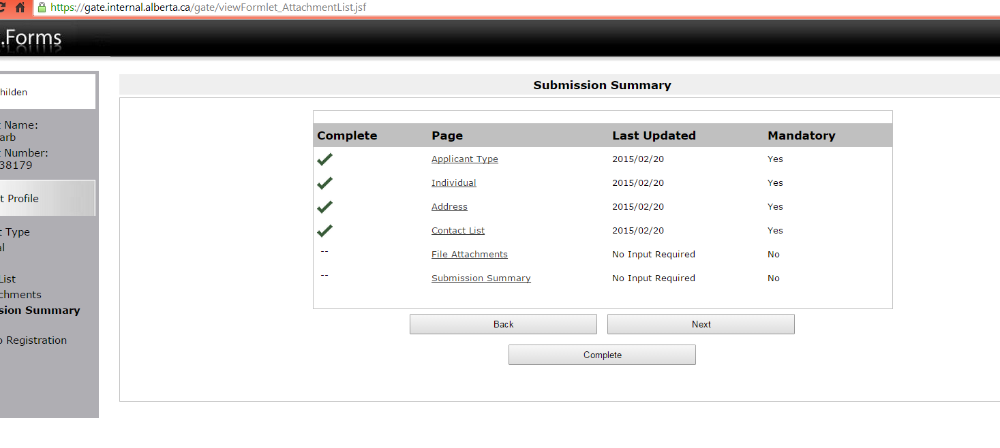 https://gate.internal.alberta.ca/gate/viewFormlet_AttachmentList.jsf
.Forms
hilden
Name:
arb
Number:
38179
t Profile
t Type
al
List
chments
sion Summary
o Registration
Submission Summary
Complete Page Last Updated Mandatory
Applicant Type 2015/02/20 Yes
Individual 2015/02/20 Yes
Address 2015/02/20 Yes
Contact List 2015/02/20 Yes
-- File Attachments No Input Required No
-- Submission Summary No Input Required No
Back Next
Complete